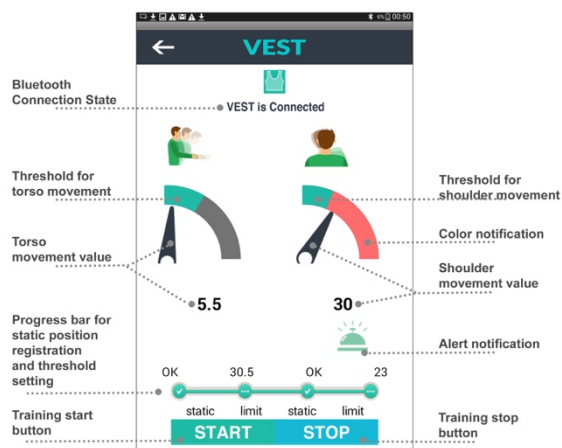 00:50
VEST
Bluetooth
Connection State
VEST is Connected
Threshold for
torso movement
Threshold for
shoulder movement
Color notification
Torso
movement value
Shoulder
movement value
5.5
30
Progress bar for
static position
registration
and threshold
setting
Alert notification
OK 30.5 OK 23
static limit static limit
Training start
button
START STOP
Training stop
button